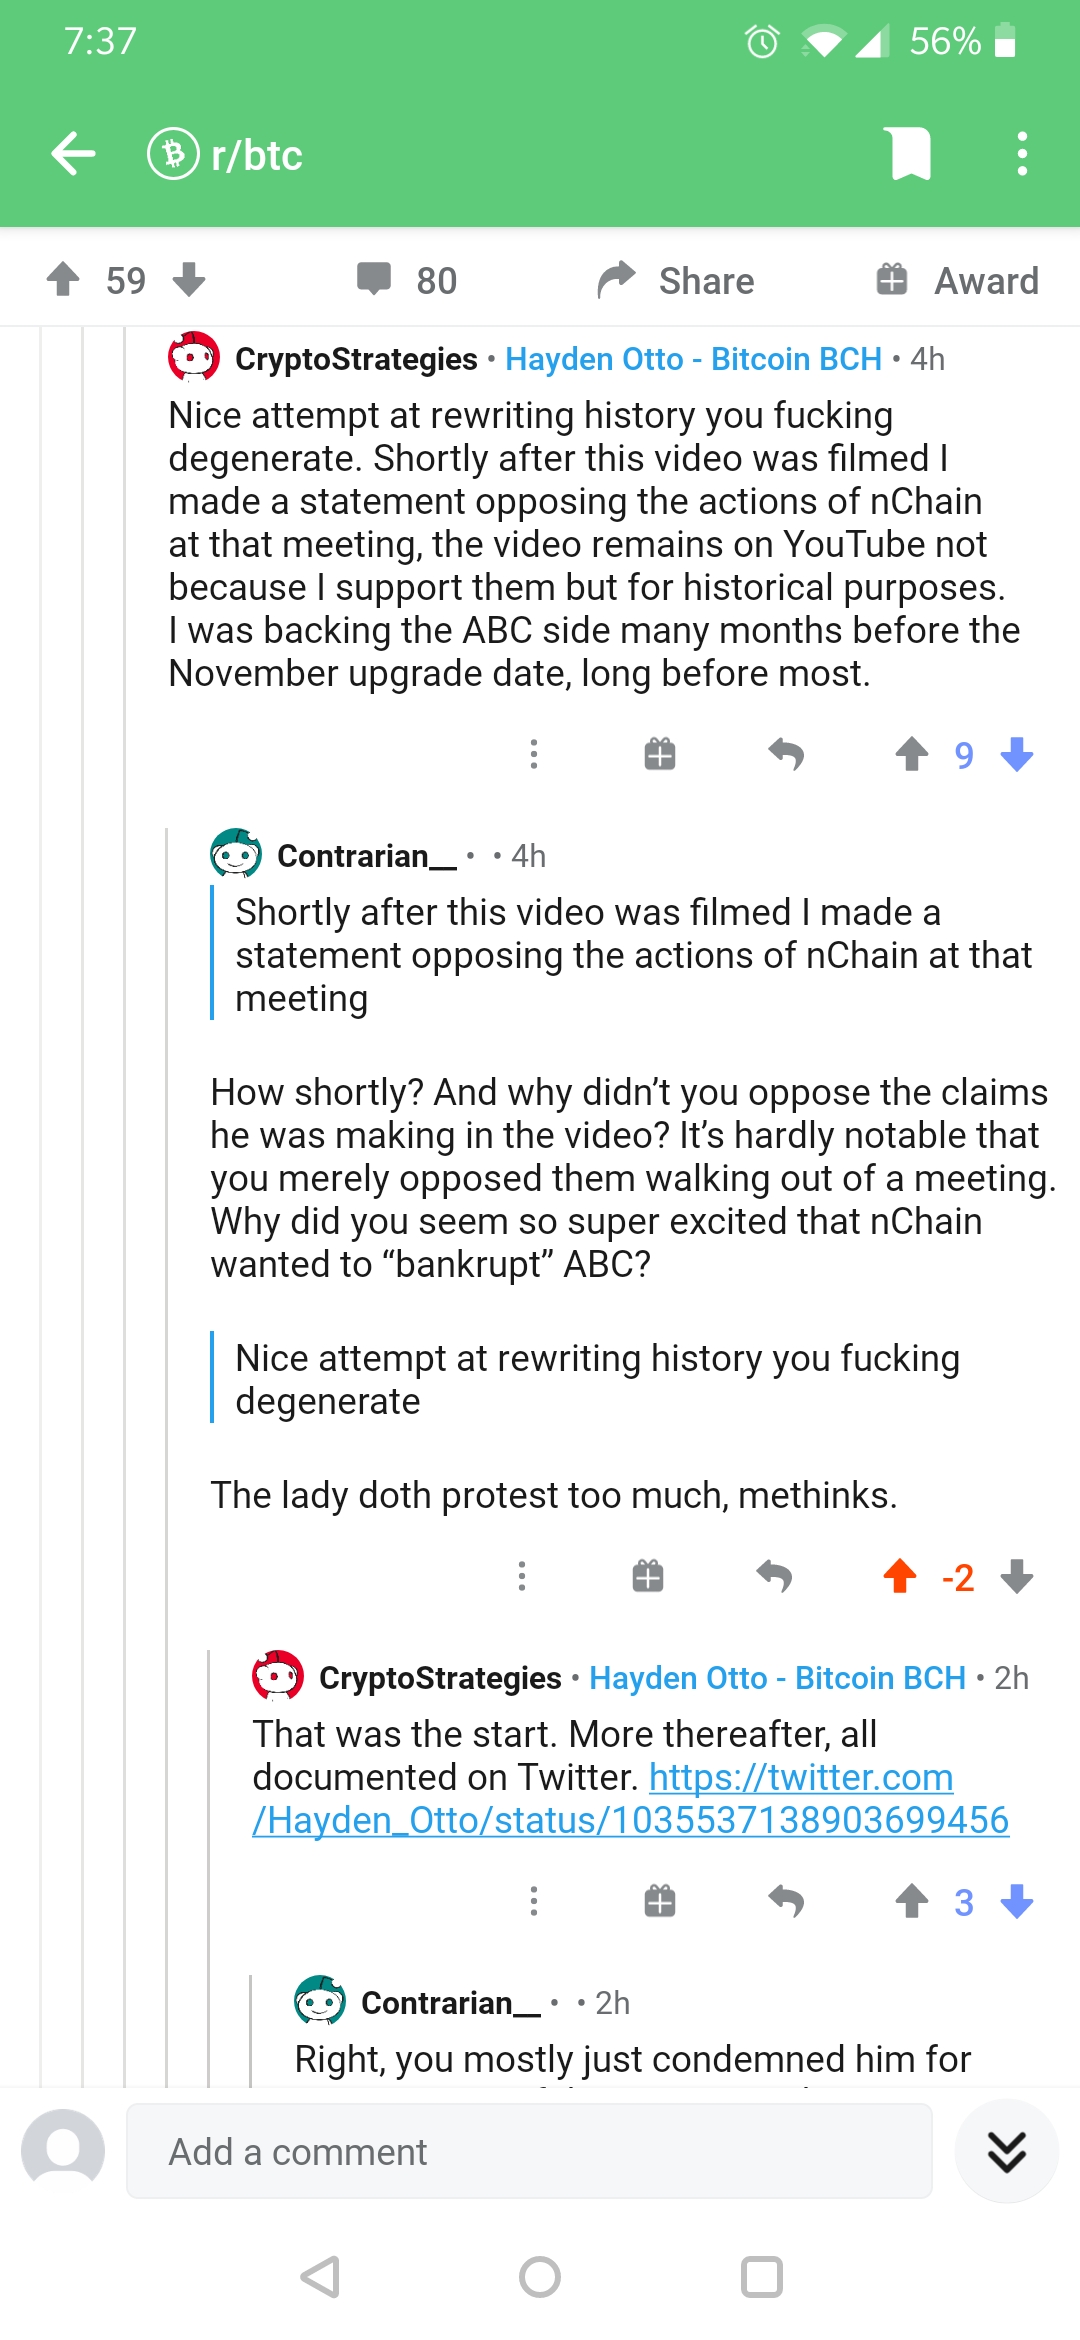 7:37
56%
r/btc
59
80
Share
Award
CryptoStrategies • Hayden Otto - Bitcoin BCH • 4h
Nice attempt at rewriting history you fucking
degenerate. Shortly after this video was filmed I
made a statement opposing the actions of nChain
at that meeting, the video remains on YouTube not
because I support them but for historical purposes.
I was backing the ABC side many months before the
November upgrade date, long before most.
9
Contrarian__ • • 4h
Shortly after this video was filmed I made a
statement opposing the actions of nChain at that
meeting
How shortly? And why didn’t you oppose the claims
he was making in the video? It’s hardly notable that
you merely opposed them walking out of a meeting.
Why did you seem so super excited that nChain
wanted to “bankrupt” ABC?
Nice attempt at rewriting history you fucking
degenerate
The lady doth protest too much, methinks.
-2
CryptoStrategies • Hayden Otto - Bitcoin BCH • 2h
That was the start. More thereafter, all
documented on Twitter. https://twitter.com
/Hayden_Otto/status/1035537138903699456
3
Contrarian__ • • 2h
Right, you mostly just condemned him for
Add a comment